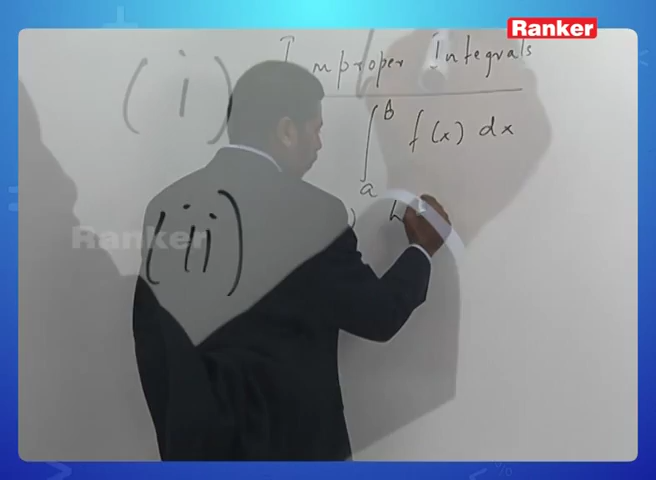 Ranker
(i) Improper Integrals
∫ₐᴮ f(x) dx
Ranker
(ii)